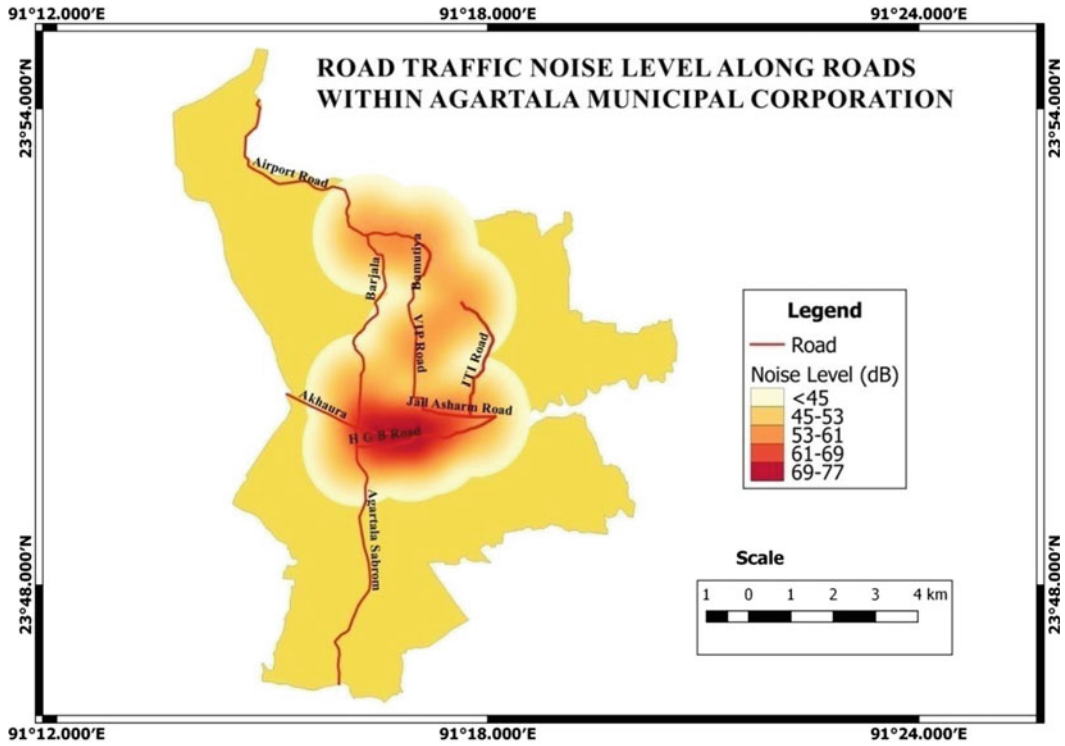 91°12.000'E 91°18.000'E 91°24.000'E
23°54.000'N
23°54.000'N
ROAD TRAFFIC NOISE LEVEL ALONG ROADS
WITHIN AGARTALA MUNICIPAL CORPORATION
Airport Road
Barjala
Bamutiya
VIP Road
ITI Road
Akhaura
Jail Asharm Road
H G B Road
Agartala Sabrom
Legend
Road
Noise Level (dB)
<45
45-53
53-61
61-69
69-77
Scale
1 0 1 2 3 4 km
23°48.000'N
23°48.000'N
91°12.000'E 91°18.000'E 91°24.000'E